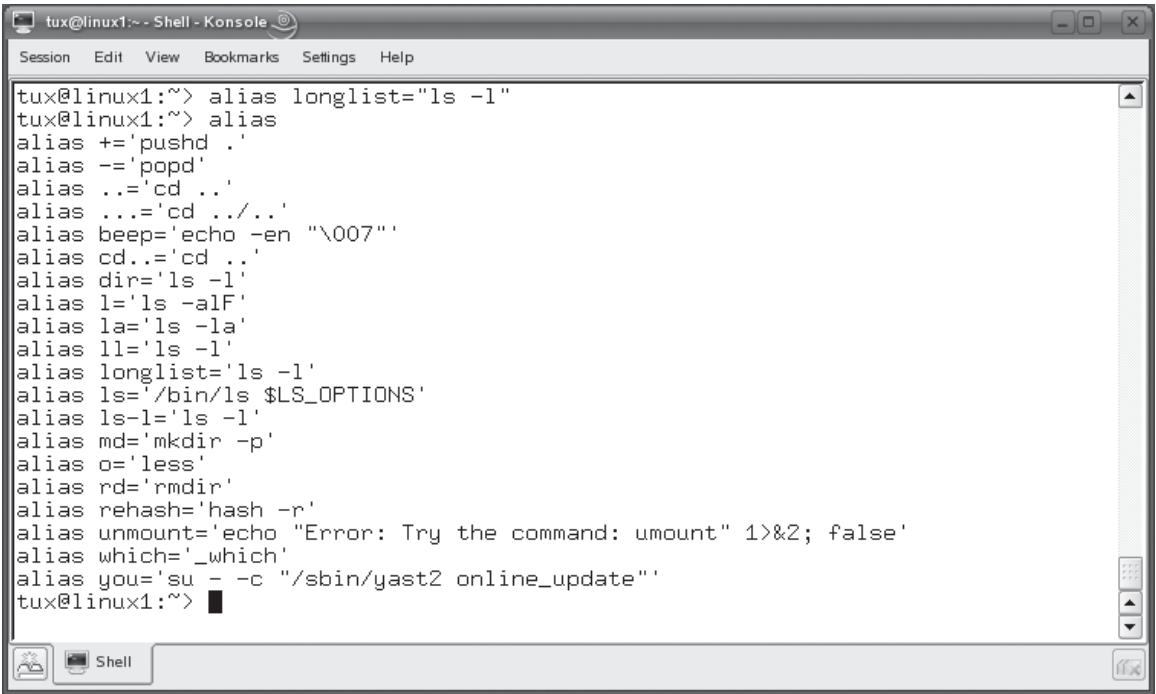 tux@linux1:~ - Shell - Konsole
Session Edit View Bookmarks Settings Help
tux@linux1:~> alias longlist="ls -l"
tux@linux1:~> alias
alias +='pushd .'
alias -='popd'
alias ..='cd ..'
alias ...='cd ../..'
alias beep='echo -en "\007"'
alias cd..='cd ..'
alias dir='ls -l'
alias l='ls -alF'
alias la='ls -la'
alias ll='ls -l'
alias longlist='ls -l'
alias ls='/bin/ls $LS_OPTIONS'
alias ls-l='ls -l'
alias md='mkdir -p'
alias o='less'
alias rd='rmdir'
alias rehash='hash -r'
alias unmount='echo "Error: Try the command: umount" 1>&2; false'
alias which='_which'
alias you='su - -c "/sbin/yast2 online_update"'
tux@linux1:~>
Shell